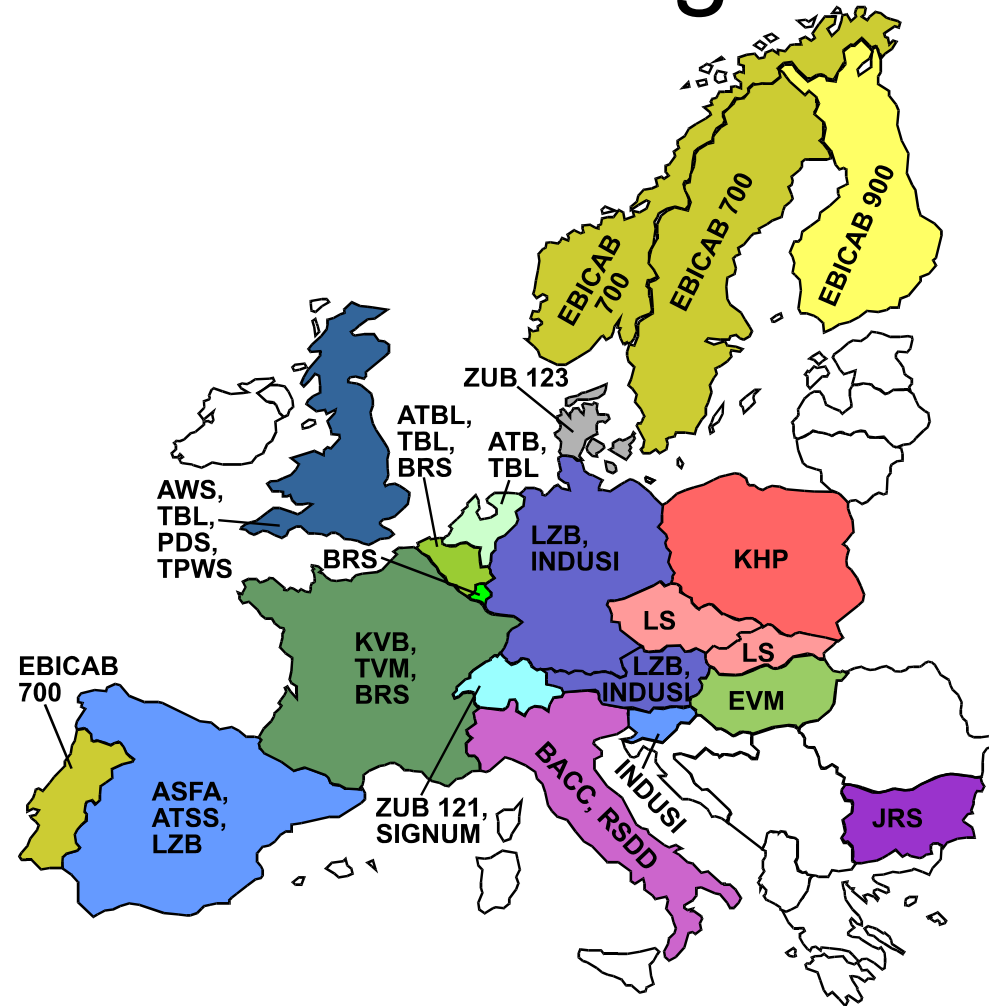 EBICAB 900
EBICAB 700
EBICAB
700
ZUB 123
ATBL,
TBL,
BRS
ATB,
TBL
AWS,
TBL,
PDS,
TPWS
BRS
LZB,
INDUSI
KHP
LS
LS
LZB,
INDUSI
EVM
KVB,
TVM,
BRS
EBICAB
700
ASFA,
ATSS,
LZB
ZUB 121,
SIGNUM
BACC, RSDD
INDUSI
JRS